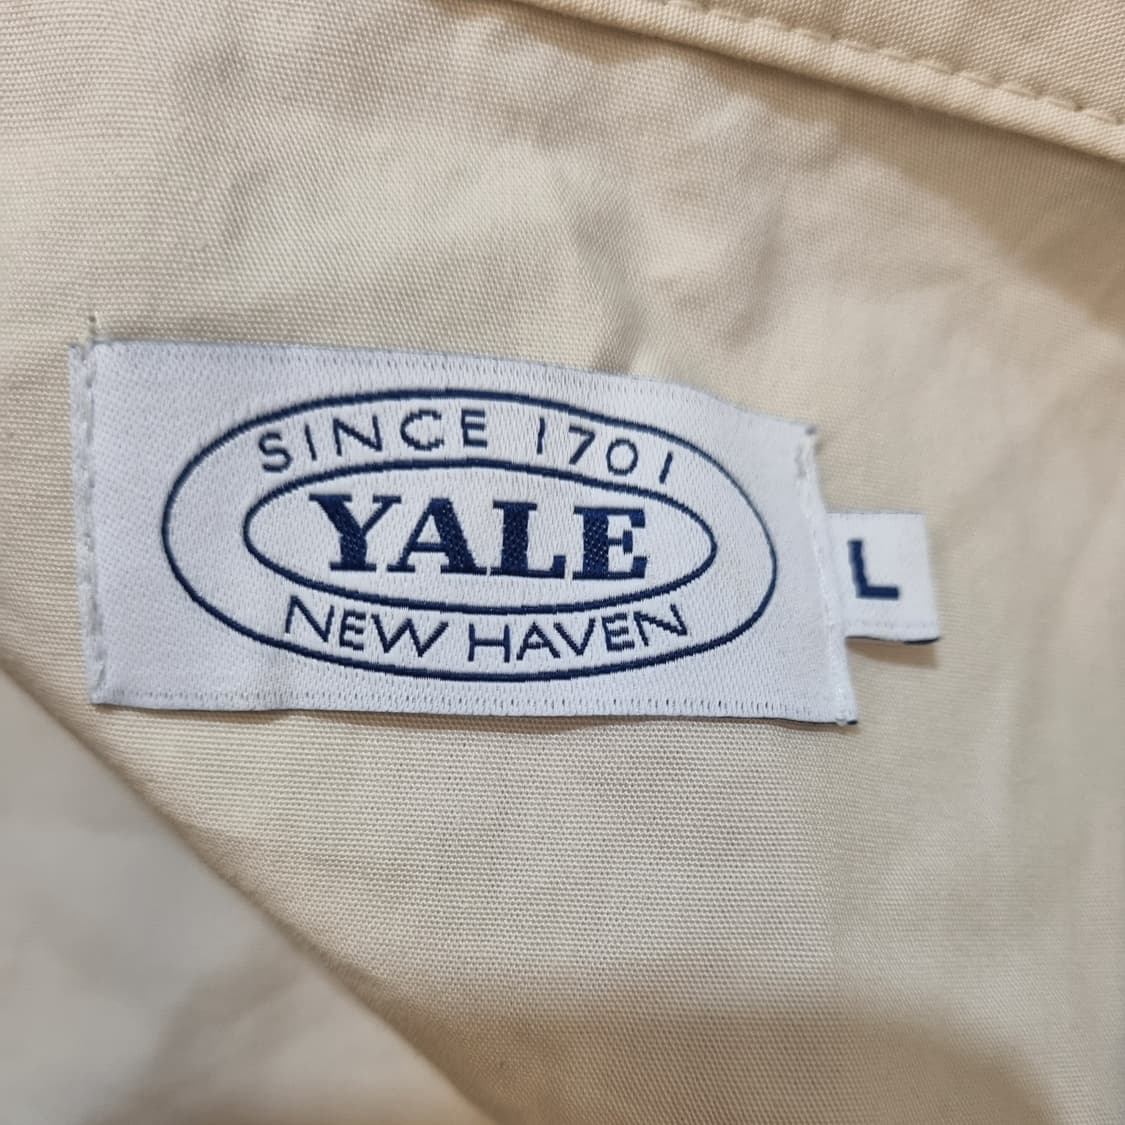 SINCE 1701
YALE
NEW HAVEN
L